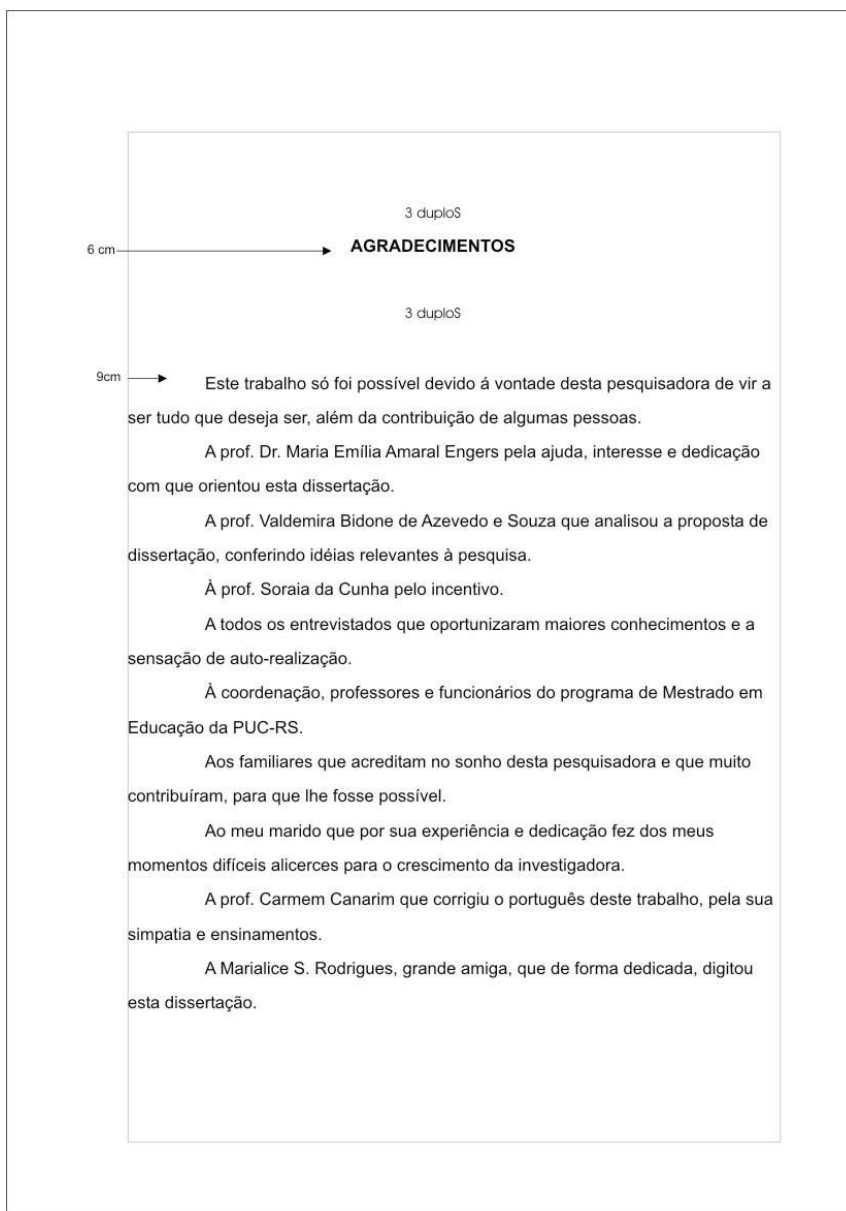 3 duploS
6 cm
AGRADECIMENTOS
3 duploS
9cm
Este trabalho só foi possível devido á vontade desta pesquisadora de vir a
ser tudo que deseja ser, além da contribuição de algumas pessoas.
A prof. Dr. Maria Emília Amaral Engers pela ajuda, interesse e dedicação
com que orientou esta dissertação.
A prof. Valdemira Bidone de Azevedo e Souza que analisou a proposta de
dissertação, conferindo idéias relevantes à pesquisa.
À prof. Soraia da Cunha pelo incentivo.
A todos os entrevistados que oportunizaram maiores conhecimentos e a
sensação de auto-realização.
À coordenação, professores e funcionários do programa de Mestrado em
Educação da PUC-RS.
Aos familiares que acreditam no sonho desta pesquisadora e que muito
contribuíram, para que lhe fosse possível.
Ao meu marido que por sua experiência e dedicação fez dos meus
momentos difíceis alicerces para o crescimento da investigadora.
A prof. Carmem Canarim que corrigiu o português deste trabalho, pela sua
simpatia e ensinamentos.
A Marialice S. Rodrigues, grande amiga, que de forma dedicada, digitou
esta dissertação.